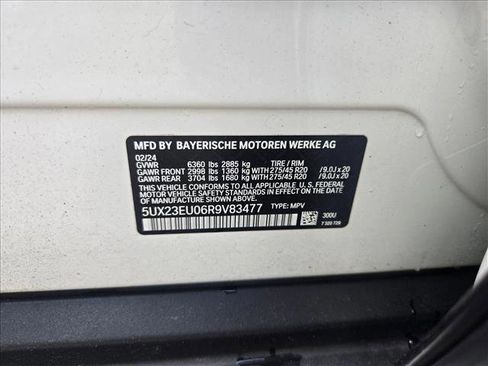 MFD BY BAYERISCHE MOTOREN WERKE AG
02/24
GVWR 6360 lbs 2885 kg TIRE / RIM
GAWR FRONT 2998 lbs 1360 kg WITH 275/45 R20 /9.0J x 20
GAWR REAR 3704 lbs 1680 kg WITH 275/45 R20 /9.0J x 20
THIS VEHICLE CONFORMS TO ALL APPLICABLE U. S. FEDERAL
MOTOR VEHICLE SAFETY STANDARDS IN EFFECT ON THE
DATE OF MANUFACTURE SHOWN ABOVE.
5UX23EU06R9V83477 TYPE: MPV
300U